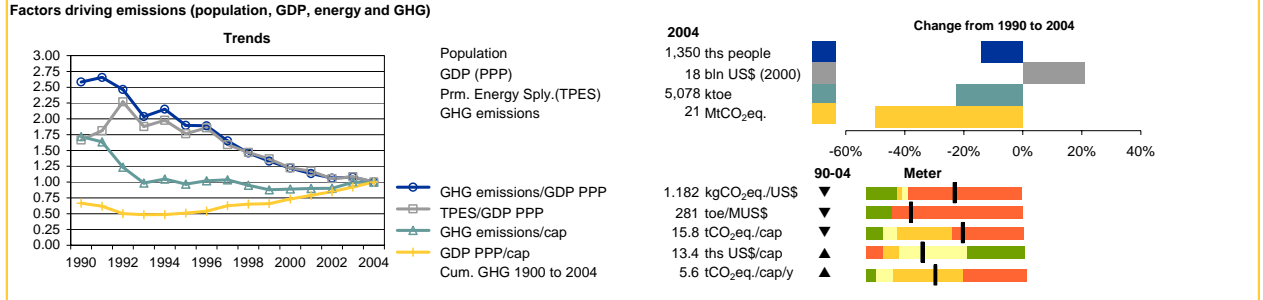 Factors driving emissions (population, GDP, energy and GHG)
Trends
3.00
2.75
2.50
2.25
2.00
1.75
1.50
1.25
1.00
0.75
0.50
0.25
0.00
1990 1992 1994 1996 1998 2000 2002 2004
2004
Population 1,350 ths people
GDP (PPP) 18 bln US$ (2000)
Prm. Energy Sply.(TPES) 5,078 ktoe
GHG emissions 21 MtCO₂eq.
Change from 1990 to 2004
-60% -40% -20% 0% 20% 40%
90-04 Meter
GHG emissions/GDP PPP 1.182 kgCO₂eq./US$ ▼
TPES/GDP PPP 281 toe/MUS$ ▼
GHG emissions/cap 15.8 tCO₂eq./cap ▼
GDP PPP/cap 13.4 ths US$/cap ▲
Cum. GHG 1900 to 2004 5.6 tCO₂eq./cap/y ▲